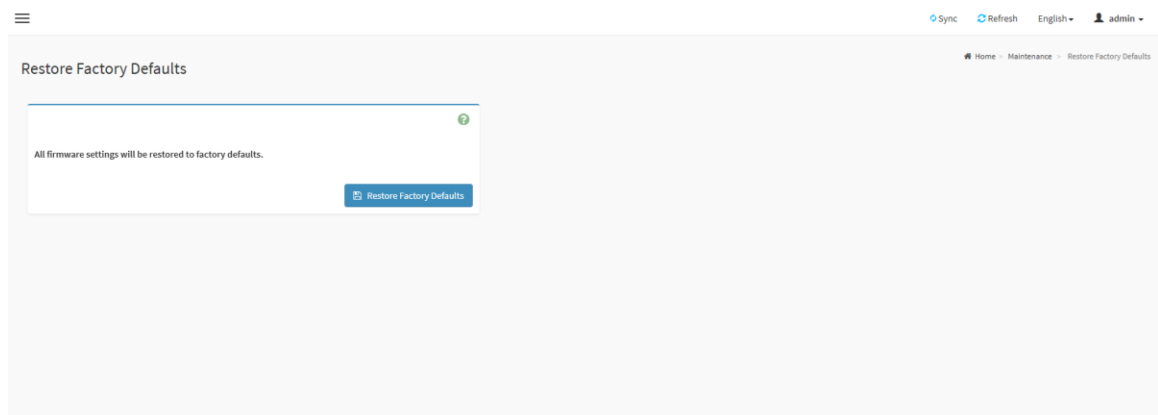 Sync Refresh English admin
Restore Factory Defaults
Home > Maintenance > Restore Factory Defaults
?
All firmware settings will be restored to factory defaults.
Restore Factory Defaults